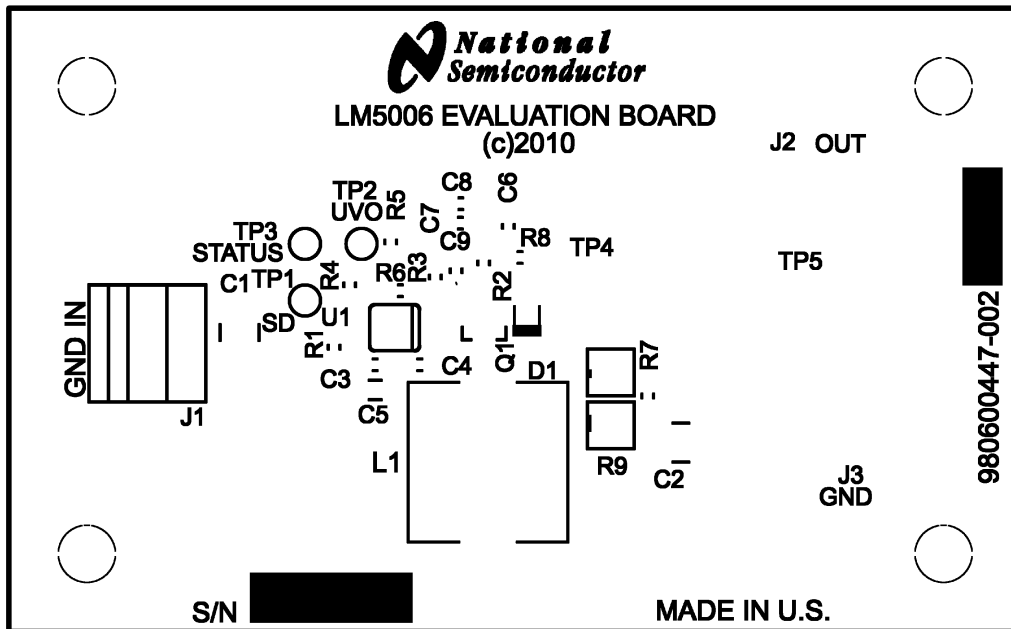 National
Semiconductor
LM5006 EVALUATION BOARD
(c)2010
J2 OUT
C8
C6
TP2
UVO
R5
C7
TP3
STATUS
C9
R8
TP4
TP5
C1
TP1
R4
R6
R3
R2
SD
U1
R1
GND IN
J1
C3
C4
Q1
D1
R7
C5
L1
R9
C2
J3
GND
980600447-002
S/N
MADE IN U.S.